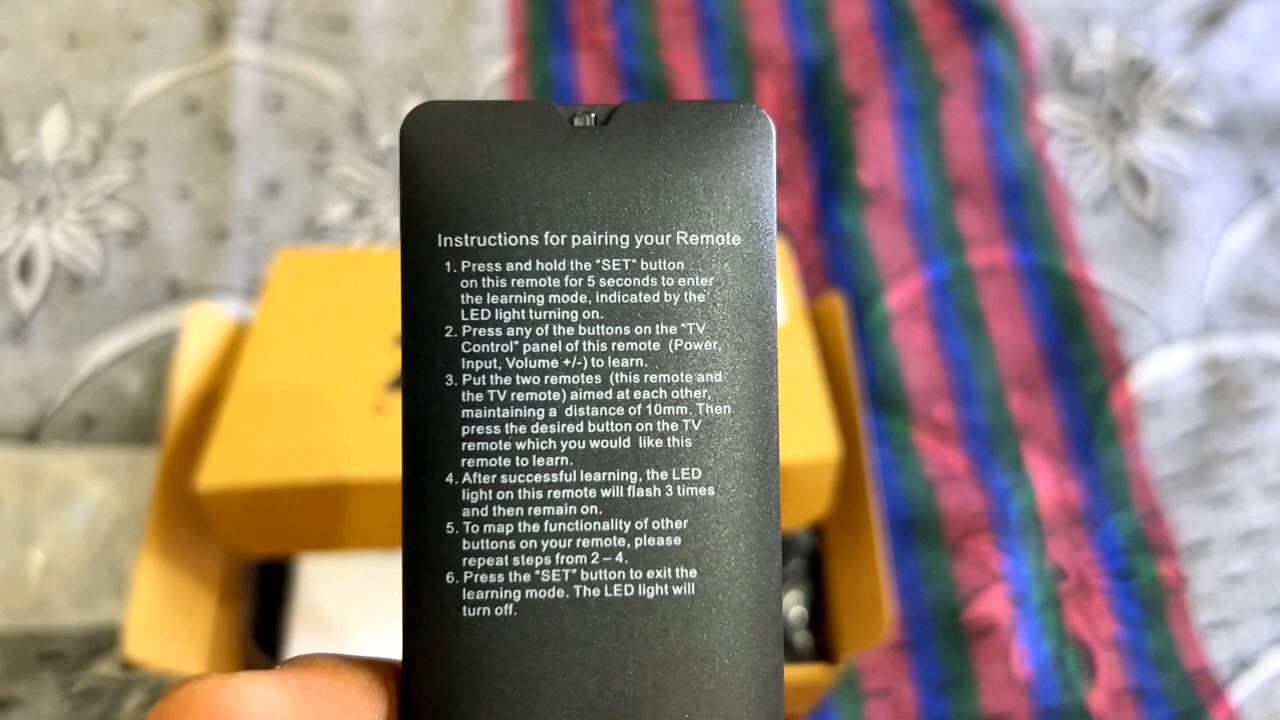 Instructions for pairing your Remote
1. Press and hold the "SET" button
on this remote for 5 seconds to enter
the learning mode, indicated by the
LED light turning on.
2. Press any of the buttons on the "TV
Control" panel of this remote (Power,
Input, Volume +/-) to learn.
3. Put the two remotes (this remote and
the TV remote) aimed at each other,
maintaining a distance of 10mm. Then
press the desired button on the TV
remote which you would like this
remote to learn.
4. After successful learning, the LED
light on this remote will flash 3 times
and then remain on.
5. To map the functionality of other
buttons on your remote, please
repeat steps from 2 – 4.
6. Press the "SET" button to exit the
learning mode. The LED light will
turn off.